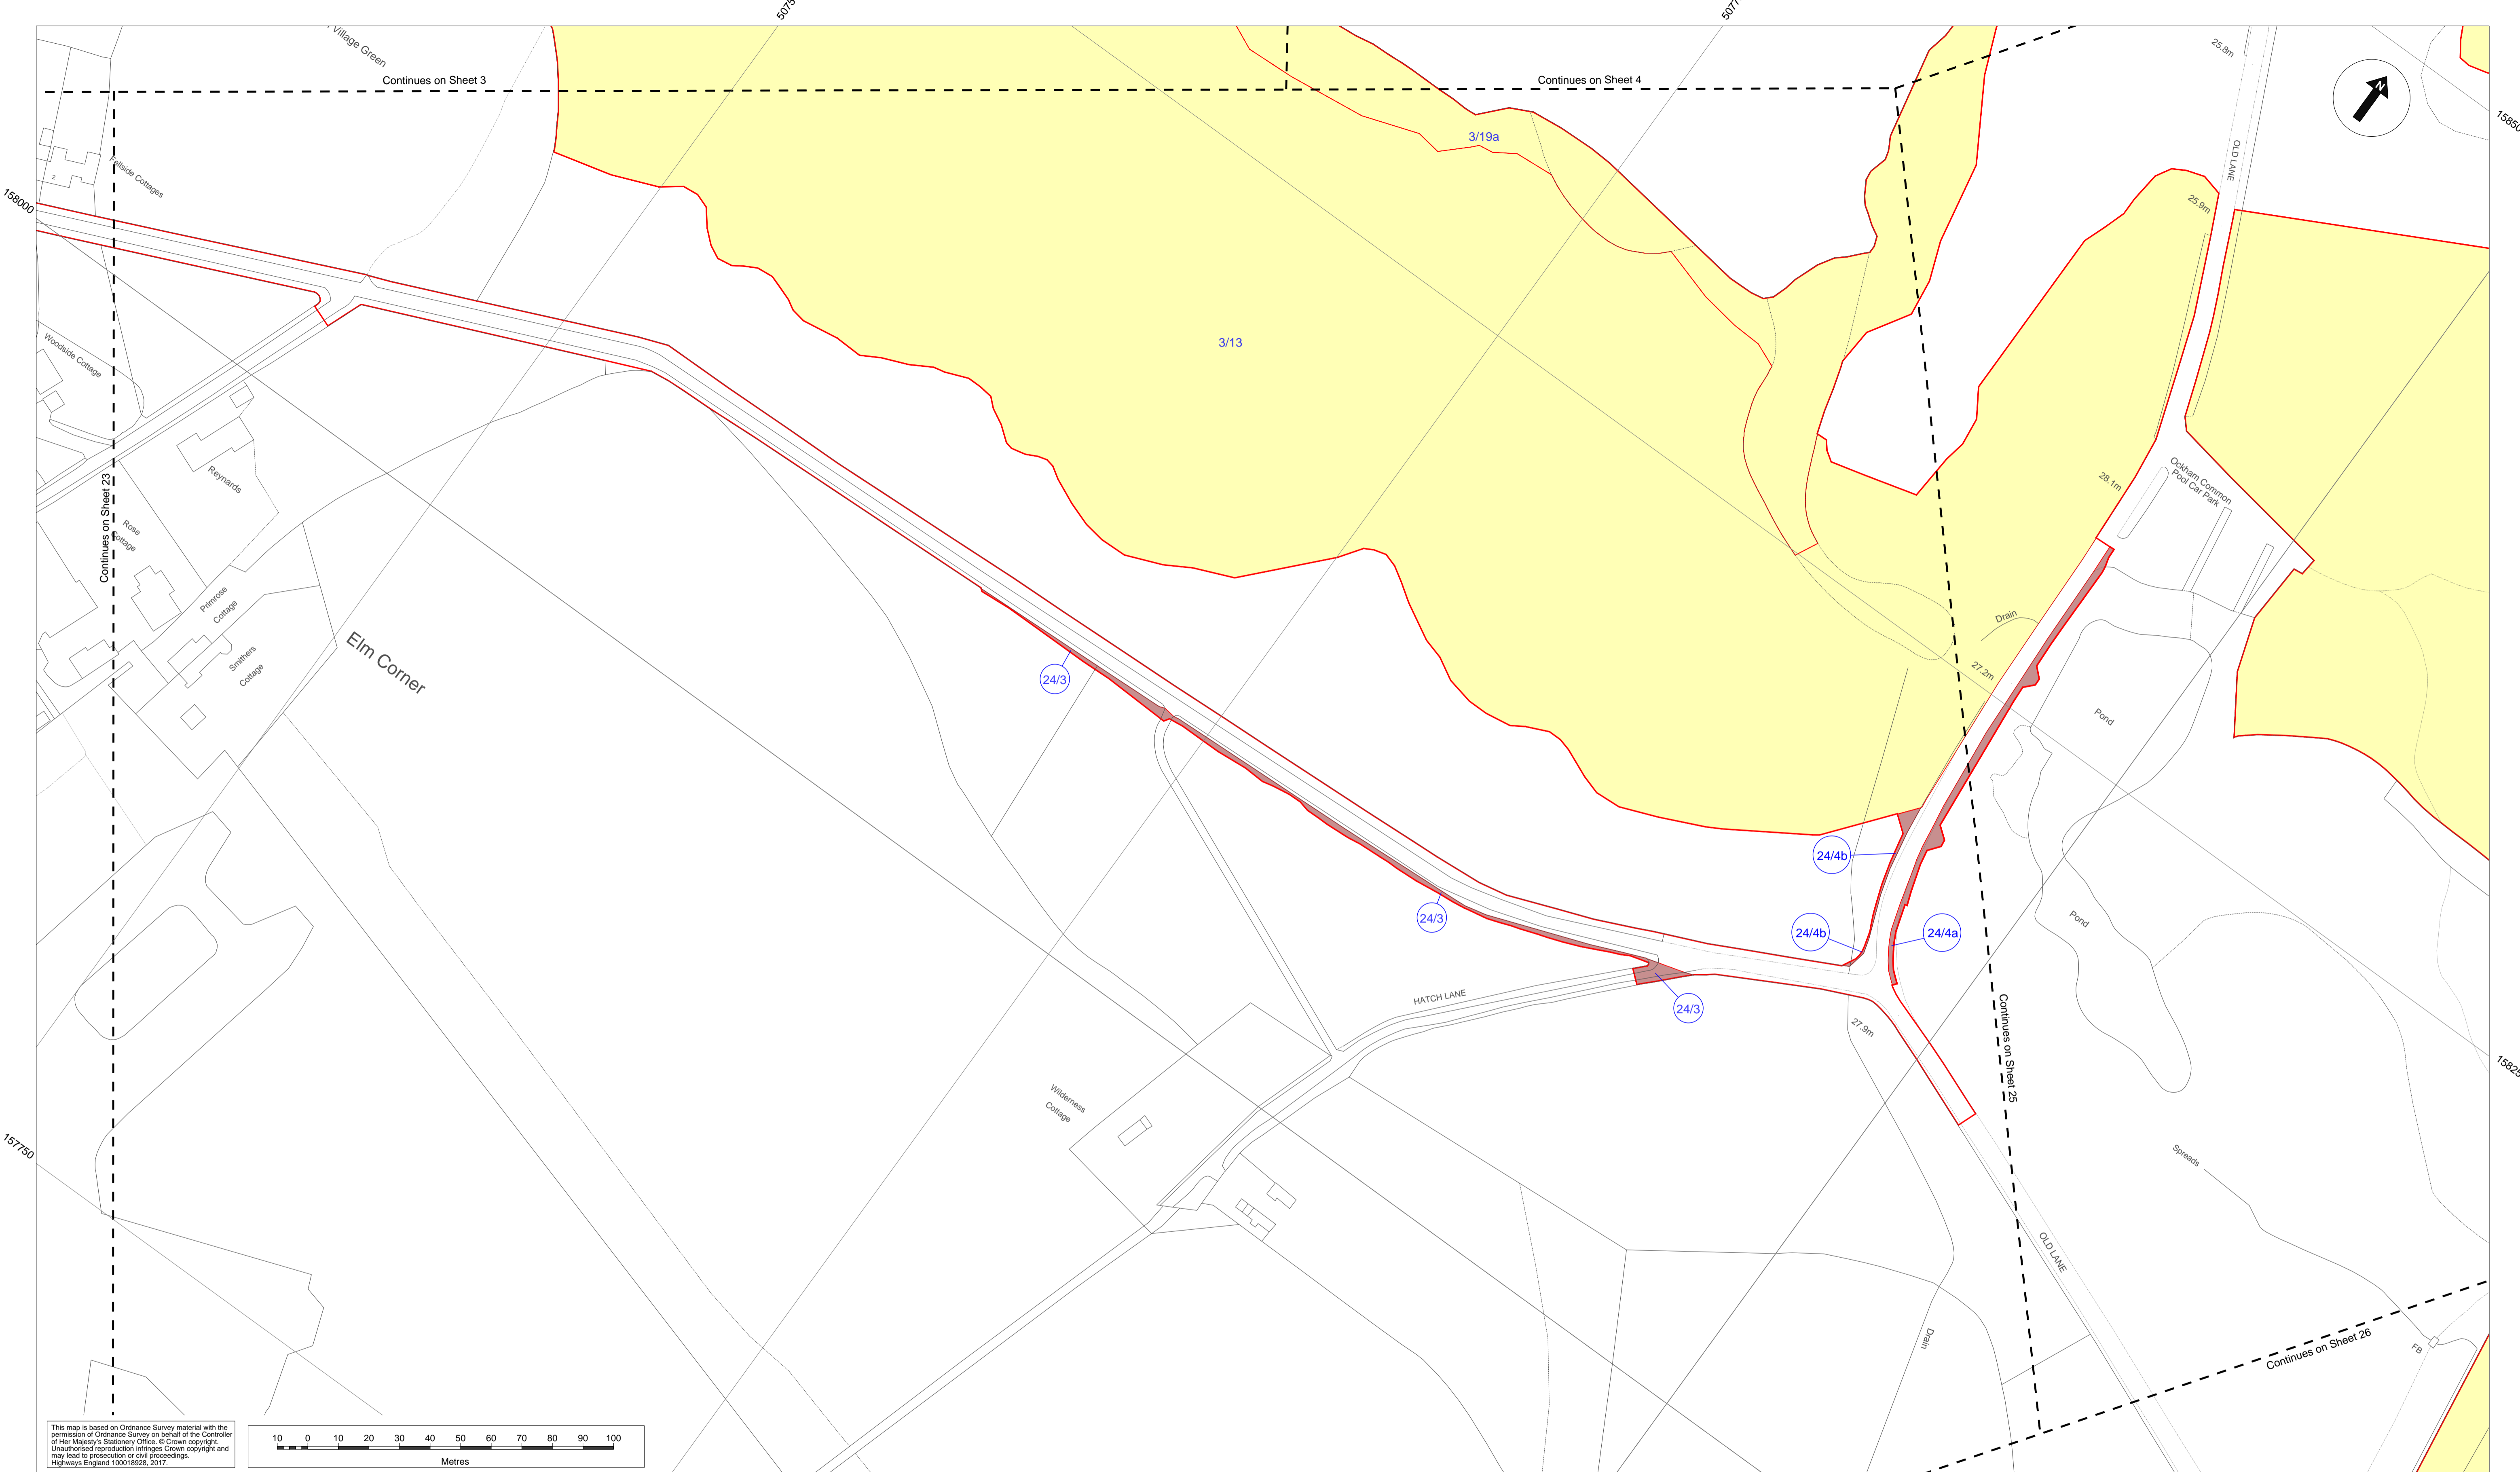 5075
5077
Village Green
Continues on Sheet 3
Continues on Sheet 4
25.8m
N
15850
3/19a
OLD LANE
Fellside Cottages
2
158000
25.9m
3/13
Woodside Cottage
Reynards
Continues on Sheet 23
Rose
Cottage
Ockham Common
Pool Car Park
28.1m
Primrose
Cottage
Drain
Smithers
Cottage
Elm Corner
24/3
27.2m
Pond
24/4b
24/3
24/4b
24/4a
Pond
HATCH LANE
24/3
27.9m
Continues on Sheet 25
15825
Wilderness
Cottage
157750
Spreads
OLD LANE
Drain
Continues on Sheet 26
FB
This map is based on Ordnance Survey material with the
permission of Ordnance Survey on behalf of the Controller
of Her Majesty's Stationery Office. © Crown copyright.
Unauthorised reproduction infringes Crown copyright and
may lead to prosecution or civil proceedings.
Highways England 100018928, 2017.
10 0 10 20 30 40 50 60 70 80 90 100
Metres